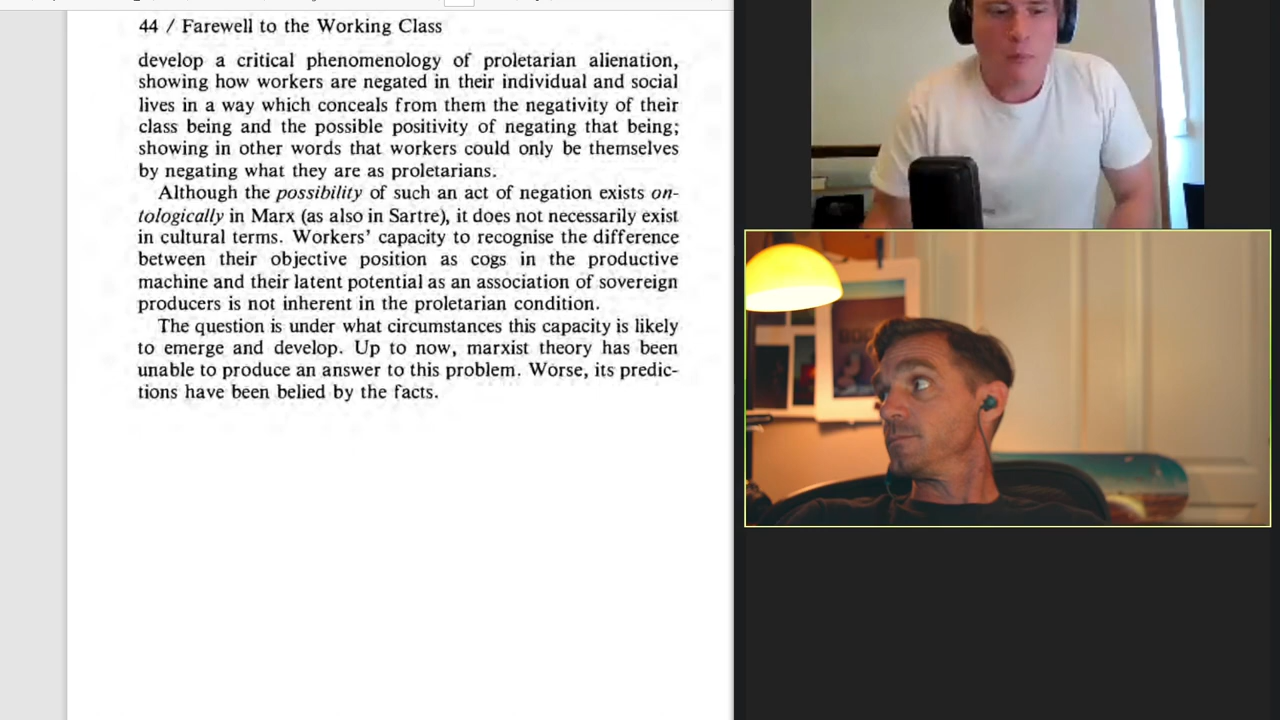 44 / Farewell to the Working Class
develop a critical phenomenology of proletarian alienation,
showing how workers are negated in their individual and social
lives in a way which conceals from them the negativity of their
class being and the possible positivity of negating that being;
showing in other words that workers could only be themselves
by negating what they are as proletarians.
Although the possibility of such an act of negation exists on-
tologically in Marx (as also in Sartre), it does not necessarily exist
in cultural terms. Workers' capacity to recognise the difference
between their objective position as cogs in the productive
machine and their latent potential as an association of sovereign
producers is not inherent in the proletarian condition.
The question is under what circumstances this capacity is likely
to emerge and develop. Up to now, marxist theory has been
unable to produce an answer to this problem. Worse, its predic-
tions have been belied by the facts.